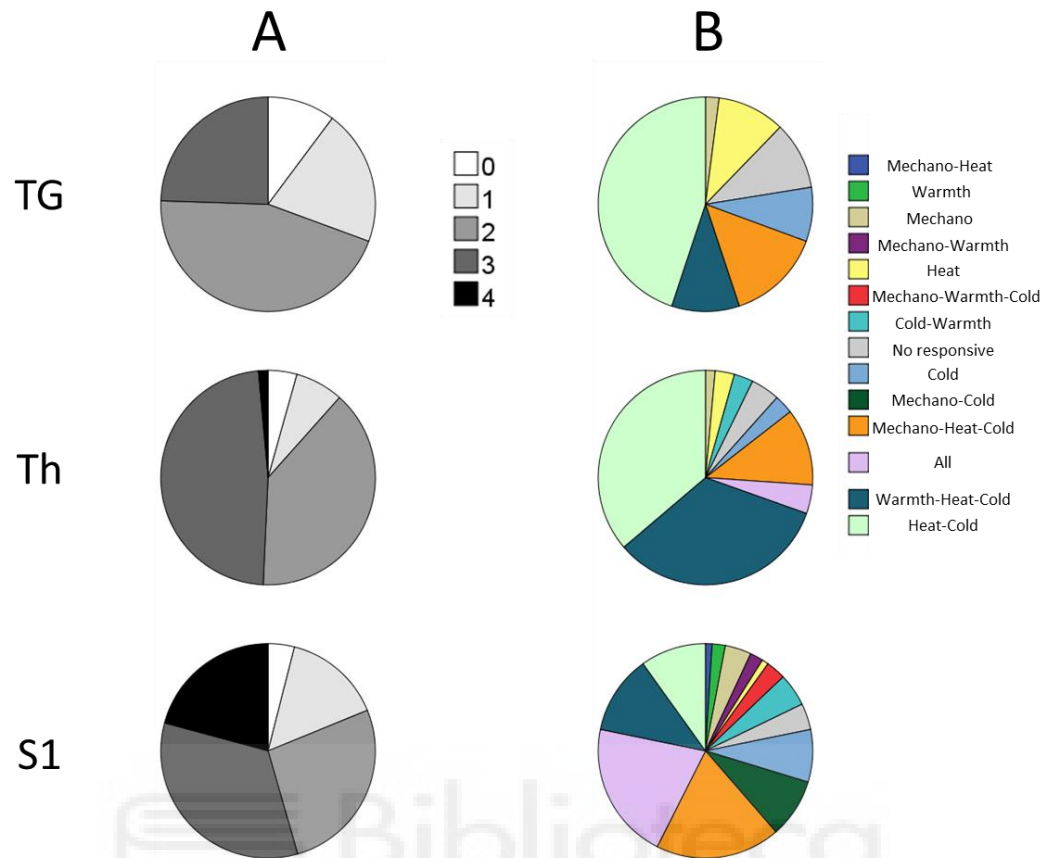 A
B
TG
0
1
2
3
4
Mechano-Heat
Warmth
Mechano
Mechano-Warmth
Heat
Mechano-Warmth-Cold
Cold-Warmth
No responsive
Cold
Mechano-Cold
Mechano-Heat-Cold
All
Warmth-Heat-Cold
Heat-Cold
Th
S1
Biblioteca